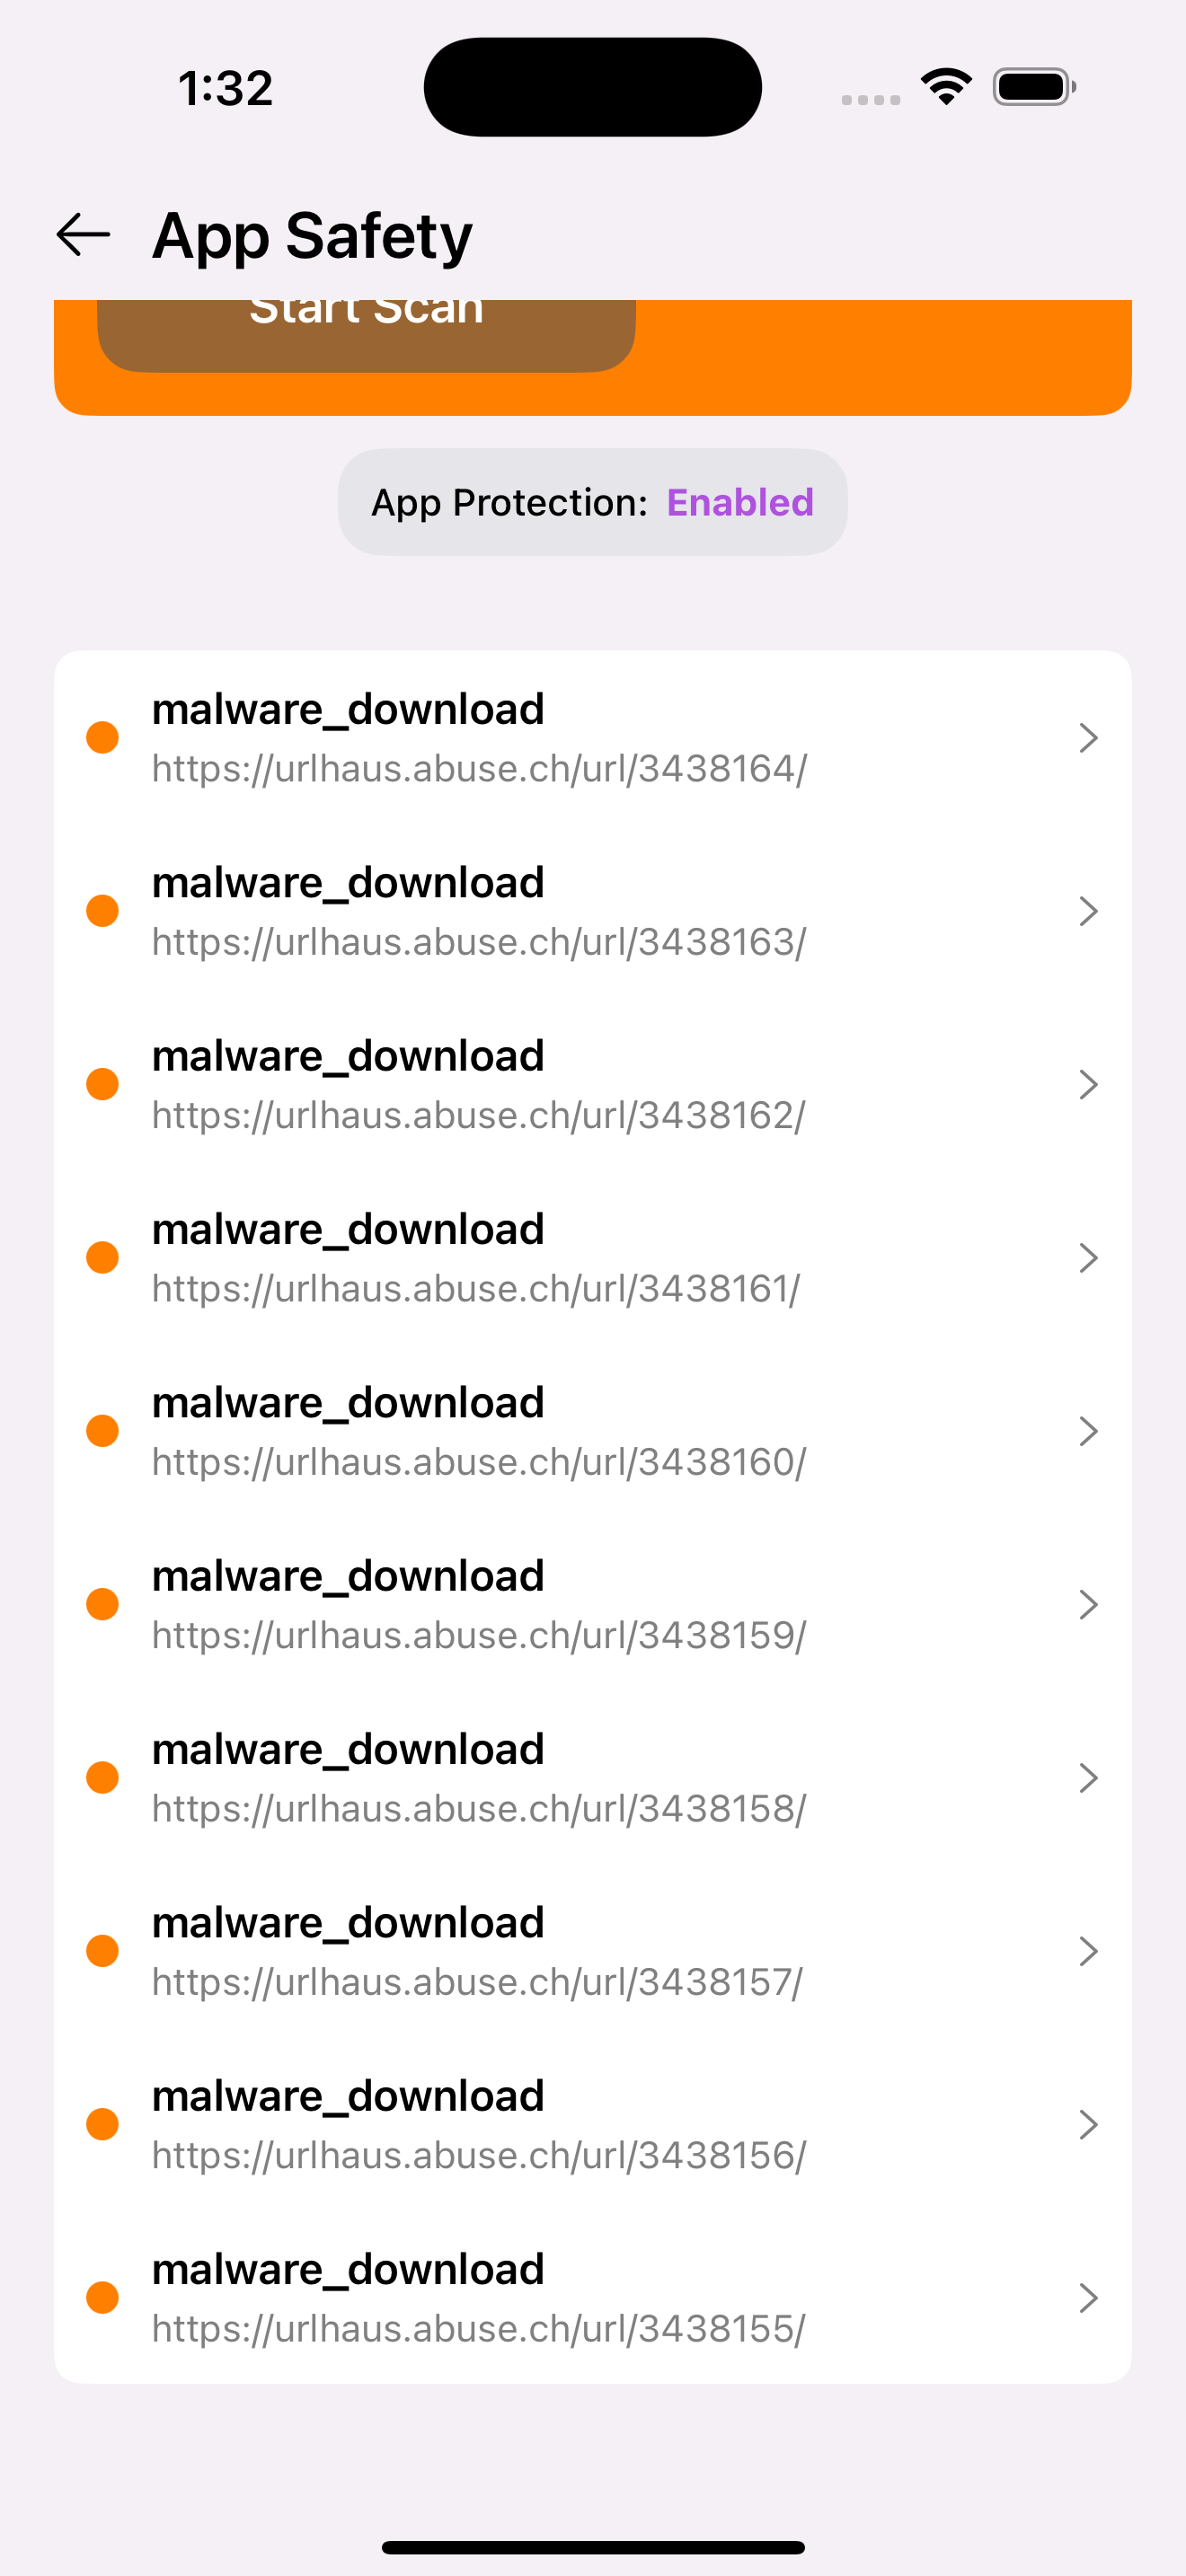 1:32
App Safety
Start Scan
App Protection: Enabled
malware_download
https://urlhaus.abuse.ch/url/3438164/
malware_download
https://urlhaus.abuse.ch/url/3438163/
malware_download
https://urlhaus.abuse.ch/url/3438162/
malware_download
https://urlhaus.abuse.ch/url/3438161/
malware_download
https://urlhaus.abuse.ch/url/3438160/
malware_download
https://urlhaus.abuse.ch/url/3438159/
malware_download
https://urlhaus.abuse.ch/url/3438158/
malware_download
https://urlhaus.abuse.ch/url/3438157/
malware_download
https://urlhaus.abuse.ch/url/3438156/
malware_download
https://urlhaus.abuse.ch/url/3438155/